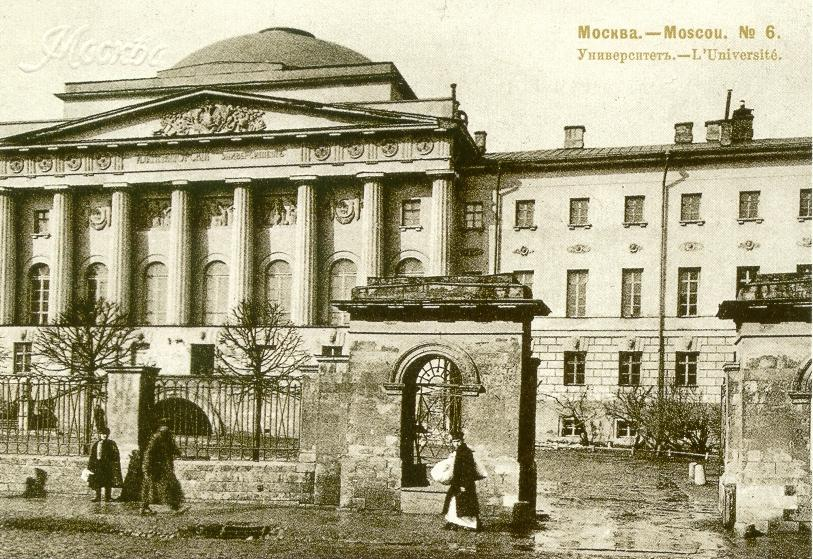 Москва
Москва.—Moscou. № 6.
Университетъ.—L'Université.